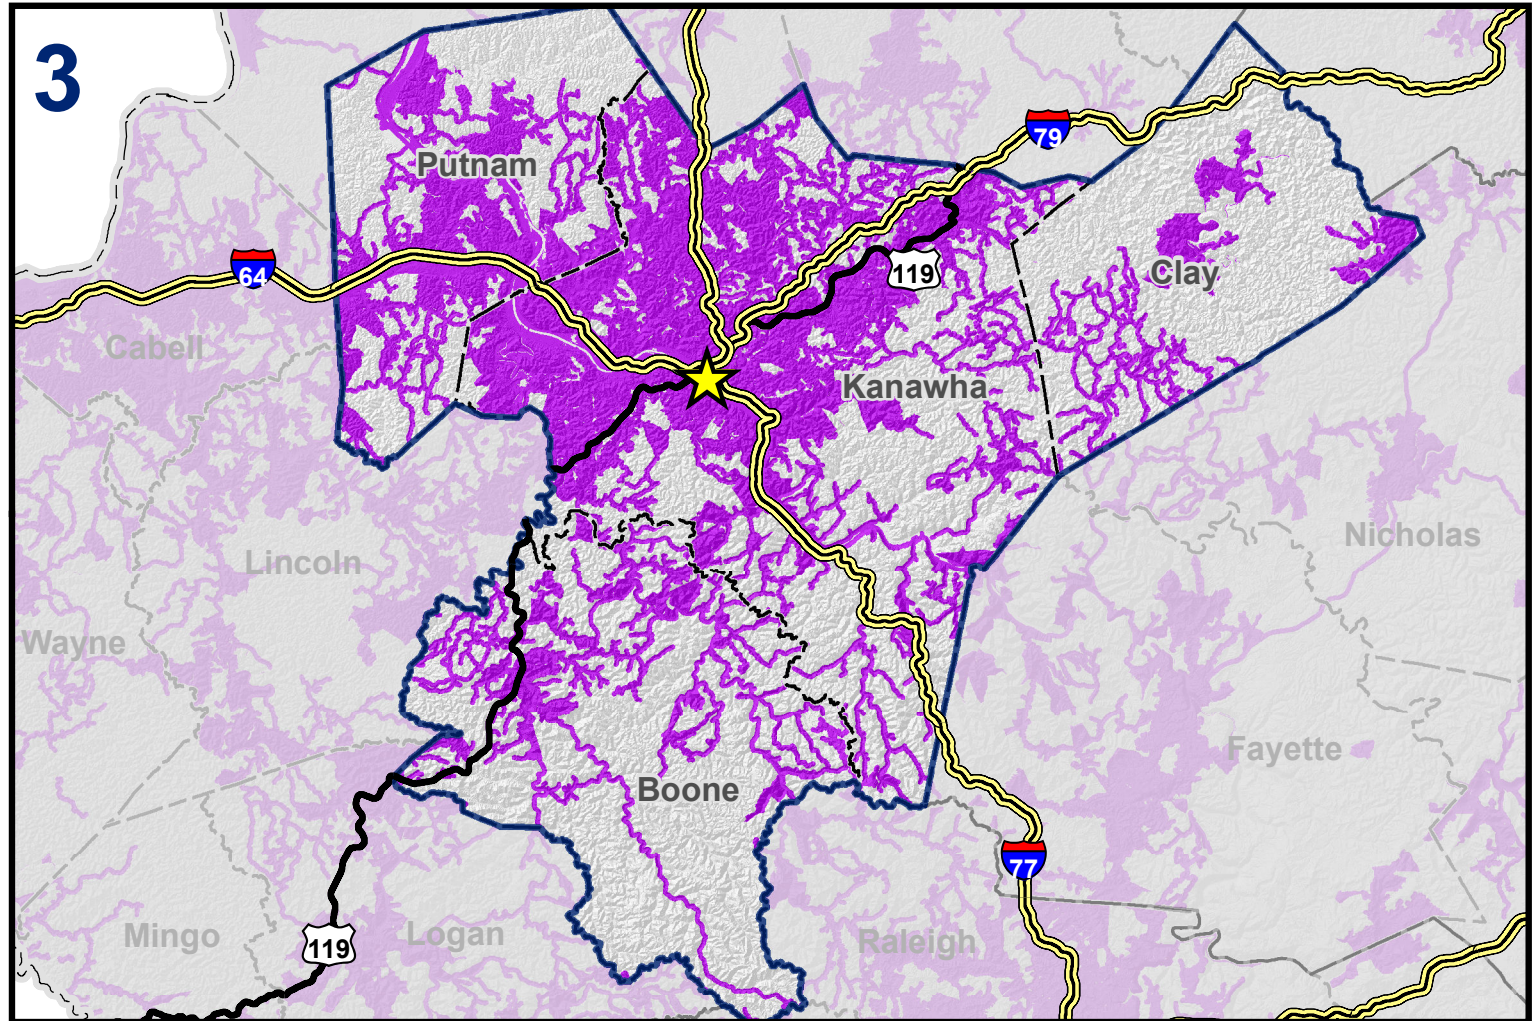 3
79
Putnam
64
119
Clay
Cabell
Kanawha
Nicholas
Lincoln
Wayne
Fayette
Boone
77
Mingo
119
Logan
Raleigh